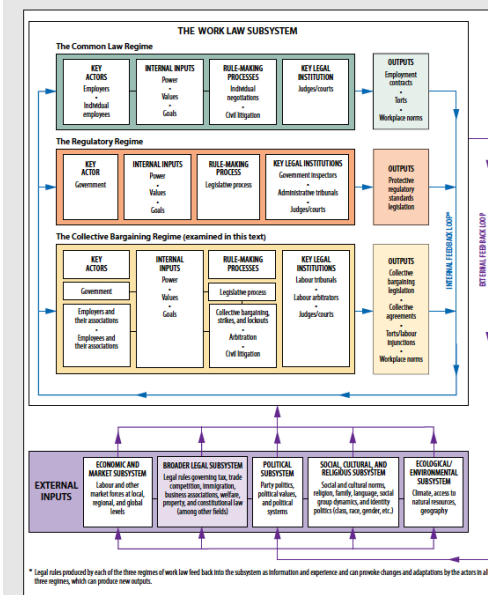 THE WORK LAW SUBSYSTEM
The Common Law Regime
KEY
ACTORS
Employers
•
Individual
employees
INTERNAL INPUTS
Power
•
Values
•
Goals
RULE-MAKING
PROCESSES
Individual
negotiations
•
Civil litigation
KEY LEGAL
INSTITUTION
Judges/courts
OUTPUTS
Employment
contracts
•
Torts
•
Workplace norms
The Regulatory Regime
KEY
ACTOR
Government
INTERNAL INPUTS
Power
•
Values
•
Goals
RULE-MAKING
PROCESS
Legislative process
KEY LEGAL INSTITUTIONS
Government inspectors
•
Administrative tribunals
•
Judges/courts
OUTPUTS
Protective
regulatory
standards
legislation
The Collective Bargaining Regime (examined in this text)
KEY
ACTORS
Government
Employers and
their associations
•
Employees and
their associations
INTERNAL
INPUTS
Power
•
Values
•
Goals
RULE-MAKING
PROCESSES
Legislative process
Collective bargaining,
strikes, and lockouts
•
Arbitration
•
Civil litigation
KEY LEGAL
INSTITUTIONS
Labour tribunals
•
Labour arbitrators
•
Judges/courts
OUTPUTS
Collective
bargaining
legislation
•
Collective
agreements
•
Torts/labour
injunctions
•
Workplace norms
INTERNAL FEEDBACK LOOP*
EXTERNAL FEEDBACK LOOP
EXTERNAL
INPUTS
ECONOMIC AND
MARKET SUBSYSTEM
Labour and other
market forces at local,
regional, and global
levels
BROADER LEGAL SUBSYSTEM
Legal rules governing tax, trade
competition, immigration,
business associations, welfare,
property, and constitutional law
(among other fields)
POLITICAL
SUBSYSTEM
Party politics,
political values,
and political
systems
SOCIAL, CULTURAL, AND
RELIGIOUS SUBSYSTEM
Social and cultural norms,
religion, family, language, social
group dynamics, and identity
politics (class, race, gender, etc.)
ECOLOGICAL/
ENVIRONMENTAL
SUBSYSTEM
Climate, access to
natural resources,
geography
* Legal rules produced by each of the three regimes of work law feed back into the subsystem as information and experience and can provoke changes and adaptations by the actors in all
three regimes, which can produce new outputs.